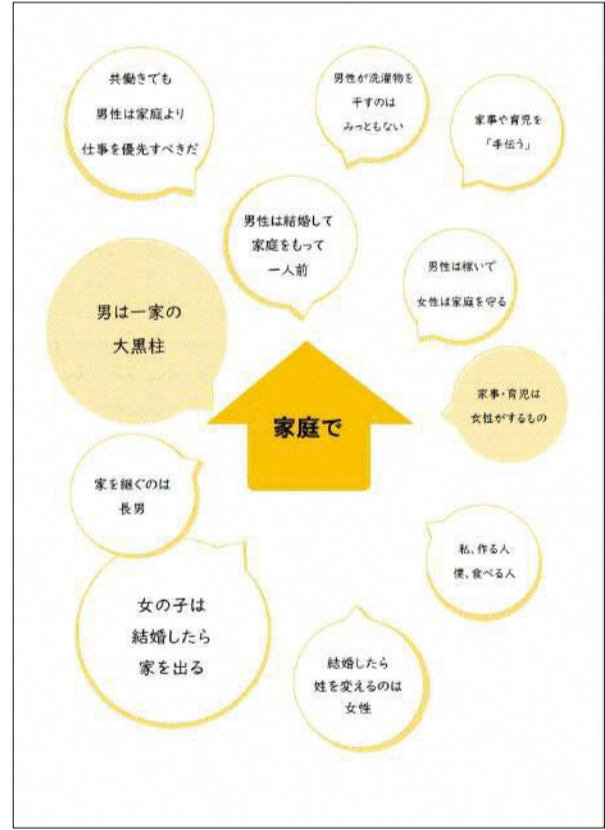 共働きでも
男性は家庭より
仕事を優先すべきだ
男性が洗濯物を
干すのは
みっともない
家事や育児を
「手伝う」
男性は結婚して
家庭をもって
一人前
男性は稼いで
女性は家庭を守る
男は一家の
大黒柱
家事・育児は
女性がするもの
家庭で
家を継ぐのは
長男
私、作る人
僕、食べる人
女の子は
結婚したら
家を出る
結婚したら
姓を変えるのは
女性